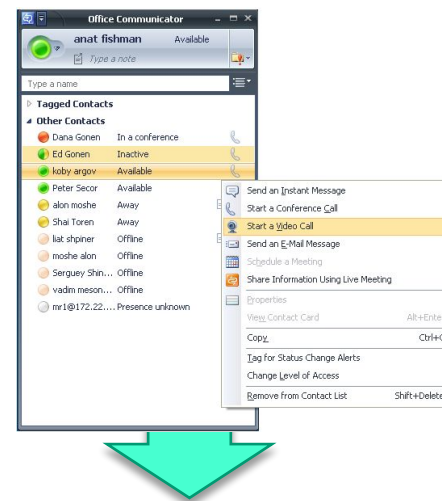 Office Communicator
anat fishman Available
Type a note
Type a name
Tagged Contacts
Other Contacts
Dana Gonen In a conference
Ed Gonen Inactive
koby argov Available
Peter Secor Available
alon moshe Away
Shai Toren Away
liat shpiner Offline
moshe alon Offline
Serguey Shin... Offline
vadim meson... Offline
mr1@172.22.... Presence unknown
Send an Instant Message
Start a Conference Call
Start a Video Call
Send an E-Mail Message
Schedule a Meeting
Share Information Using Live Meeting
Properties
View Contact Card Alt+Ente
Copy Ctrl+C
Tag for Status Change Alerts
Change Level of Access
Remove from Contact List Shift+Delete